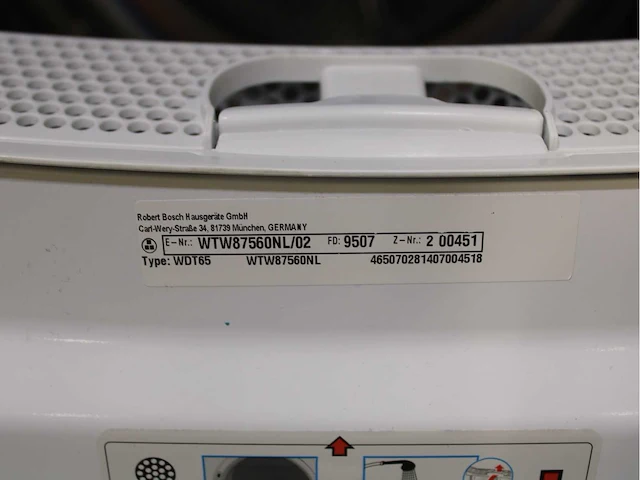 Robert Bosch Hausgeräte GmbH
Carl-Wery-Straße 34, 81739 München, GERMANY
E-Nr.: WTW87560NL/02 FD: 9507 Z-Nr.: 2 00451
Type: WDT65 WTW87560NL 465070281407004518